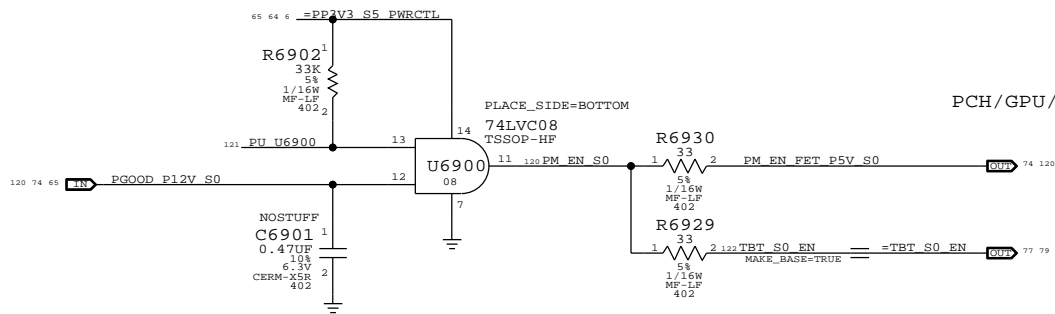 65 64 6 =PP3V3_S5_PWRCTL
R6902
33K
5%
1/16W
MF-LF
402
1
2
PLACE_SIDE=BOTTOM
74LVC08
TSSOP-HF
14
121 PU_U6900
13
U6900
08
11
120 PM_EN_S0
7
120 74 65 IN PGOOD_P12V_S0
12
NOSTUFF
C6901
0.47UF
10%
6.3V
CERM-X5R
402
1
2
PCH/GPU/
R6930
1 33 2
5%
1/16W
MF-LF
402
PM_EN_FET_P5V_S0
OUT 74 120
R6929
1 33 2
5%
1/16W
MF-LF
402
122 TBT_S0_EN
MAKE_BASE=TRUE
=TBT_S0_EN
OUT 77 79